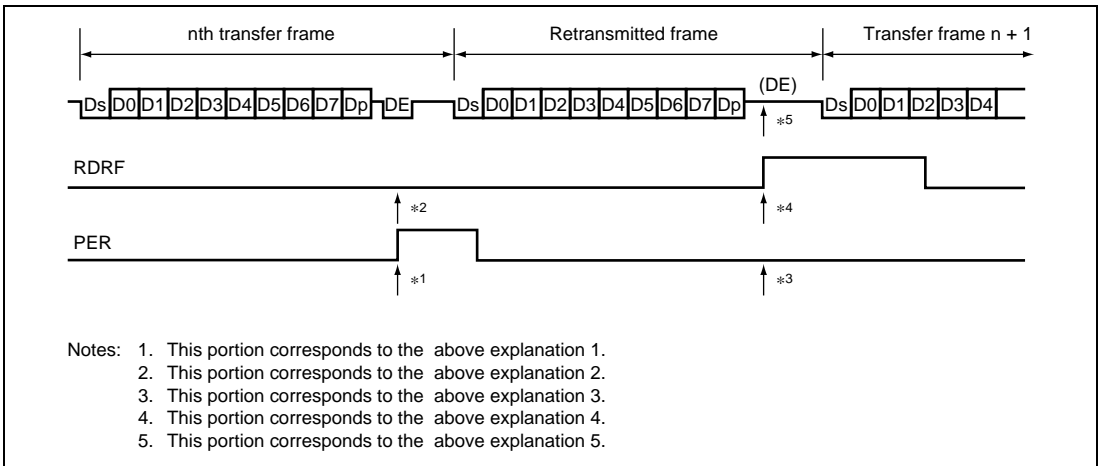 nth transfer frame Retransmitted frame Transfer frame n + 1
(DE)
Ds D0 D1 D2 D3 D4 D5 D6 D7 Dp DE Ds D0 D1 D2 D3 D4 D5 D6 D7 Dp Ds D0 D1 D2 D3 D4
*5
RDRF
*2 *4
PER
*1 *3
Notes: 1. This portion corresponds to the above explanation 1.
2. This portion corresponds to the above explanation 2.
3. This portion corresponds to the above explanation 3.
4. This portion corresponds to the above explanation 4.
5. This portion corresponds to the above explanation 5.